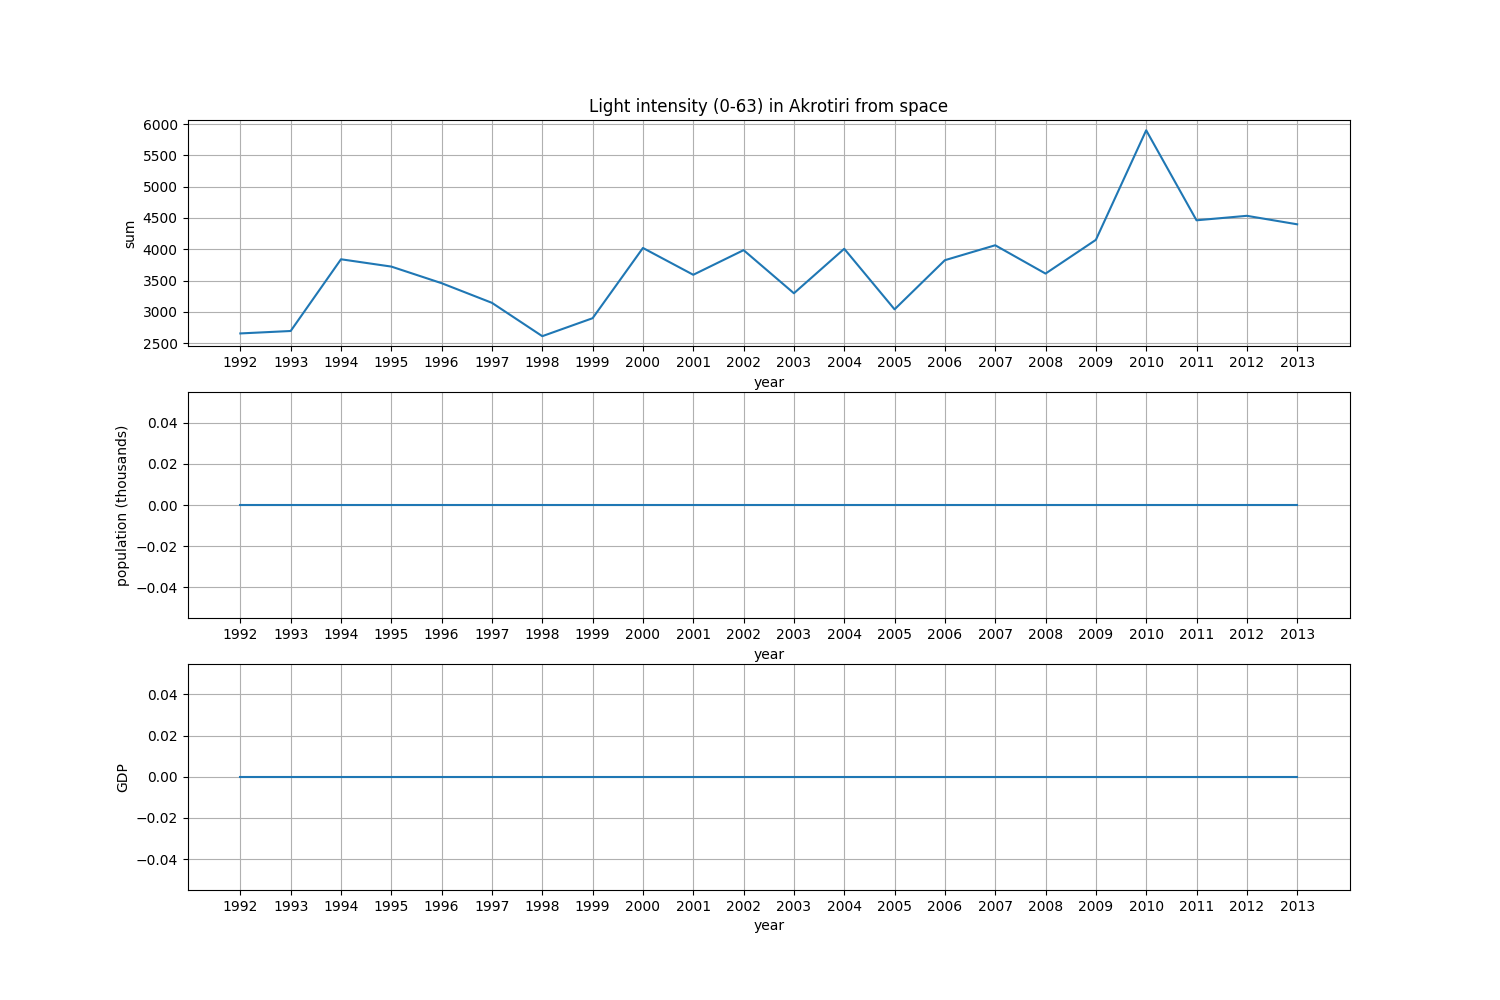 Light intensity (0-63) in Akrotiri from space
6000
5500
5000
4500
4000
3500
3000
2500
sum
1992 1993 1994 1995 1996 1997 1998 1999 2000 2001 2002 2003 2004 2005 2006 2007 2008 2009 2010 2011 2012 2013
year
0.04
0.02
0.00
−0.02
−0.04
population (thousands)
1992 1993 1994 1995 1996 1997 1998 1999 2000 2001 2002 2003 2004 2005 2006 2007 2008 2009 2010 2011 2012 2013
year
0.04
0.02
0.00
−0.02
−0.04
GDP
1992 1993 1994 1995 1996 1997 1998 1999 2000 2001 2002 2003 2004 2005 2006 2007 2008 2009 2010 2011 2012 2013
year